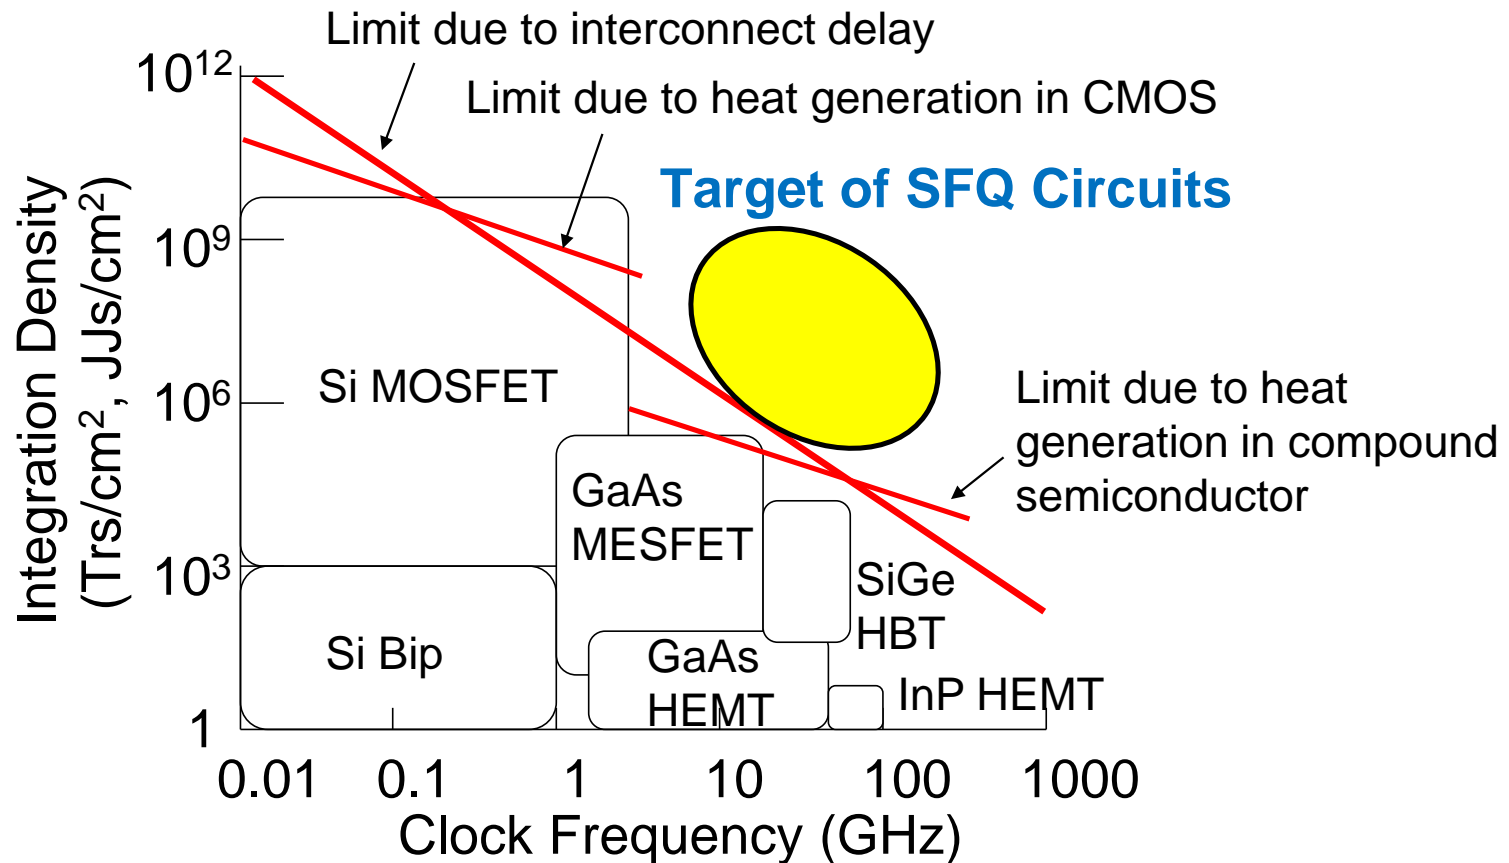 Limit due to interconnect delay
Limit due to heat generation in CMOS
Target of SFQ Circuits
Integration Density
(Trs/cm², JJs/cm²)
10¹²
10⁹
10⁶
10³
1
Si MOSFET
Limit due to heat
generation in compound
semiconductor
GaAs
MESFET
SiGe
HBT
Si Bip
GaAs
HEMT
InP HEMT
0.01 0.1 1 10 100 1000
Clock Frequency (GHz)